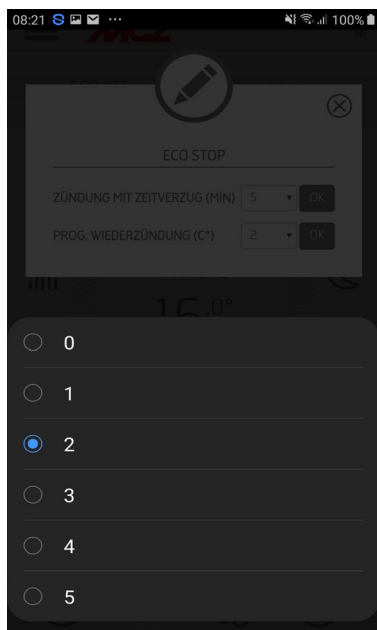 08:21 100%
MCZ
ECO STOP
ZÜNDUNG MIT ZEITVERZUG (MIN) 5 OK
PROG. WIEDERZÜNDUNG (C°) 2 OK
16.0°
0
1
2
3
4
5